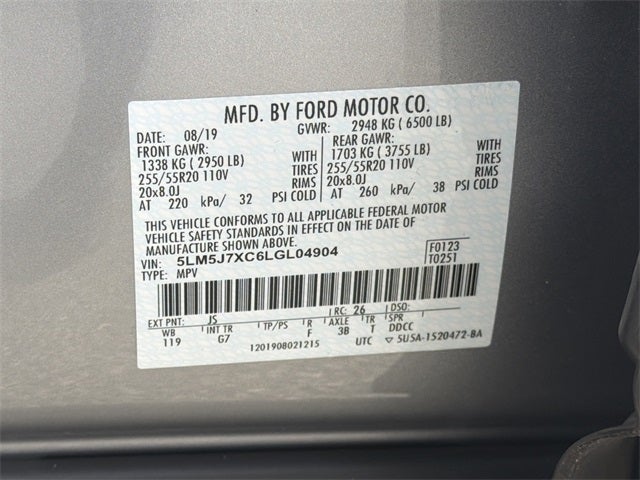 MFD. BY FORD MOTOR CO.
DATE: 08/19 GVWR: 2948 KG ( 6500 LB)
FRONT GAWR: REAR GAWR:
1338 KG ( 2950 LB) WITH 1703 KG ( 3755 LB) WITH
255/55R20 110V TIRES 255/55R20 110V TIRES
20x8.0J RIMS 20x8.0J RIMS
AT 220 kPa/ 32 PSI COLD AT 260 kPa/ 38 PSI COLD
THIS VEHICLE CONFORMS TO ALL APPLICABLE FEDERAL MOTOR
VEHICLE SAFETY STANDARDS IN EFFECT ON THE DATE OF
MANUFACTURE SHOWN ABOVE.
VIN: 5LM5J7XC6LGL04904 F0123
TYPE: MPV T0251
EXT PNT: JS RC: 26 DSO:
WB INT TR TP/PS R AXLE TR SPR
119 G7 F 3B T DDCC
1201908021215 UTC ▽ 5USA-1520472-BA